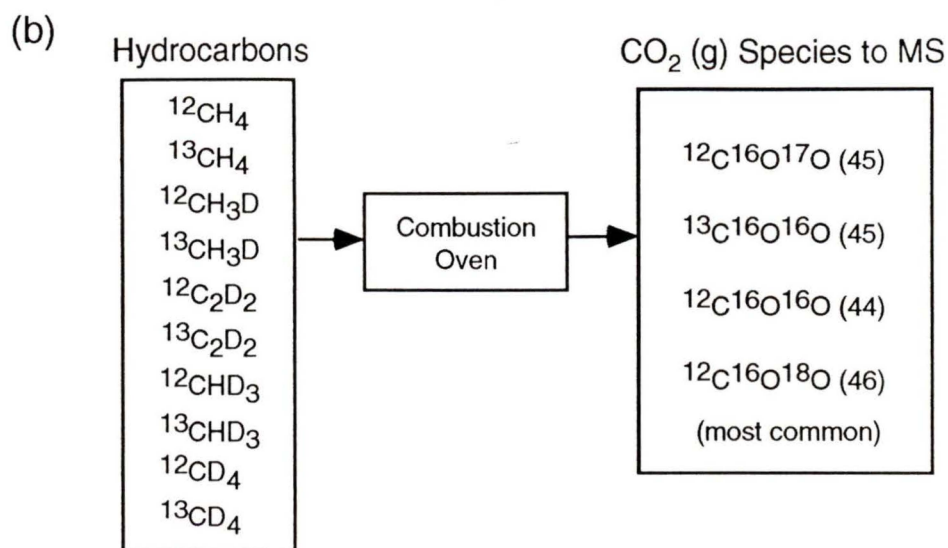 (b)
Hydrocarbons
¹²CH₄
¹³CH₄
¹²CH₃D
¹³CH₃D
¹²C₂D₂
¹³C₂D₂
¹²CHD₃
¹³CHD₃
¹²CD₄
¹³CD₄
Combustion
Oven
CO₂ (g) Species to MS
¹²C¹⁶O¹⁷O (45)
¹³C¹⁶O¹⁶O (45)
¹²C¹⁶O¹⁶O (44)
¹²C¹⁶O¹⁸O (46)
(most common)